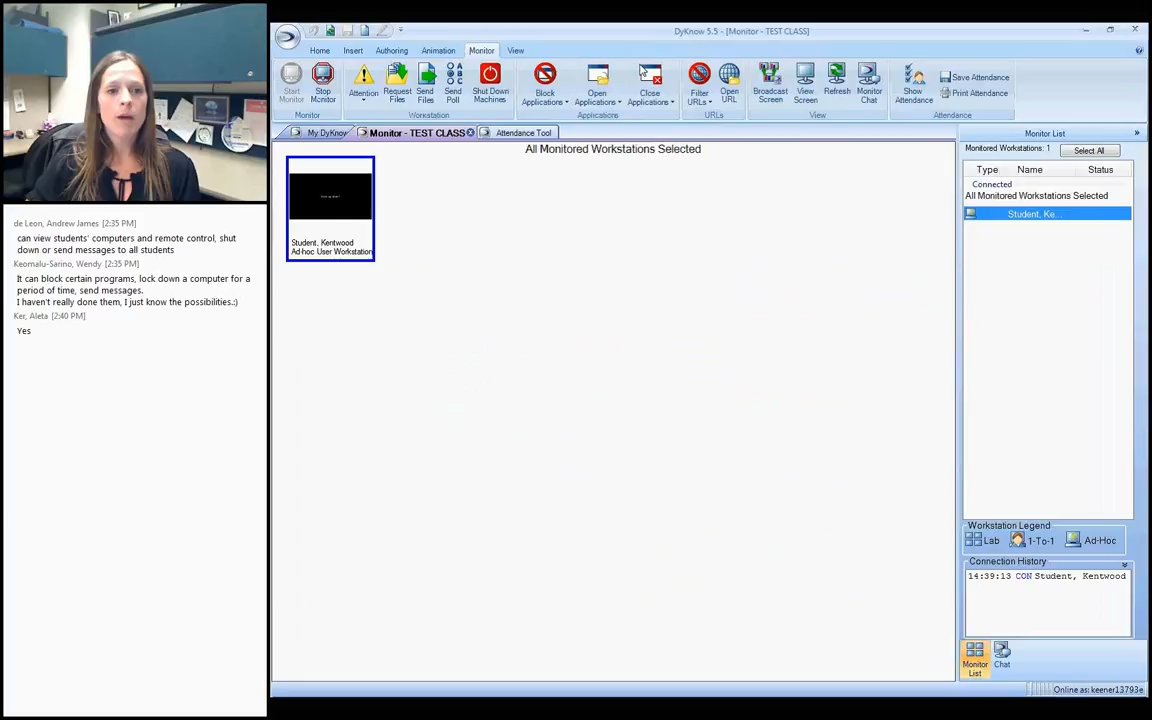 DyKnow 5.5 - [Monitor - TEST CLASS]
Home Insert Authoring Animation Monitor View
Start Monitor
Stop Monitor
Attention
Request Files
Send Files
Send Poll
Shut Down Machines
Block Applications
Open Applications
Close Applications
Filter URLs
Open URL
Broadcast Screen
View Screen
Refresh
Monitor Chat
Show Attendance
Save Attendance
Print Attendance
Monitor Workstation Applications URLs View Attendance
My DyKnow Monitor - TEST CLASS Attendance Tool
All Monitored Workstations Selected
Student, Kentwood
Ad-hoc User Workstation
Monitor List
Monitored Workstations: 1 Select All
Type Name Status
Connected
All Monitored Workstations Selected
Student, Ke...
Workstation Legend
Lab 1-To-1 Ad-Hoc
Connection History
14:39:13 CON Student, Kentwood
Monitor List
Chat
Online as: keener13793e
de Leon, Andrew James [2:35 PM]
can view students' computers and remote control, shut
down or send messages to all students
Keomalu-Sarino, Wendy [2:35 PM]
It can block certain programs, lock down a computer for a
period of time, send messages.
I haven't really done them, I just know the possibilities.:)
Ker, Aleta [2:40 PM]
Yes